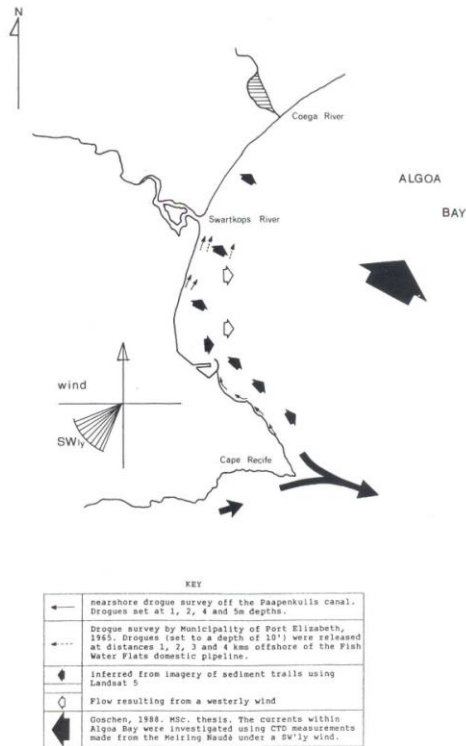 N
Coega River
ALGOA
BAY
Swartkops River
wind
SWly
Cape Recife
KEY
nearshore drogue survey off the Paapenkuils canal.
Drogues set at 1, 2, 4 and 5m depths.
Drogue survey by Municipality of Port Elizabeth,
1965. Drogues (set to a depth of 10') were released
at distances 1, 2, 3 and 4 kms offshore of the Fish
Water Flats domestic pipeline.
inferred from imagery of sediment trails using
Landsat 5
Flow resulting from a westerly wind
Goschen, 1988. MSc. thesis. The currents within
Algoa Bay were investigated using CTD measurements
made from the Meiring Naudé under a SW'ly wind.